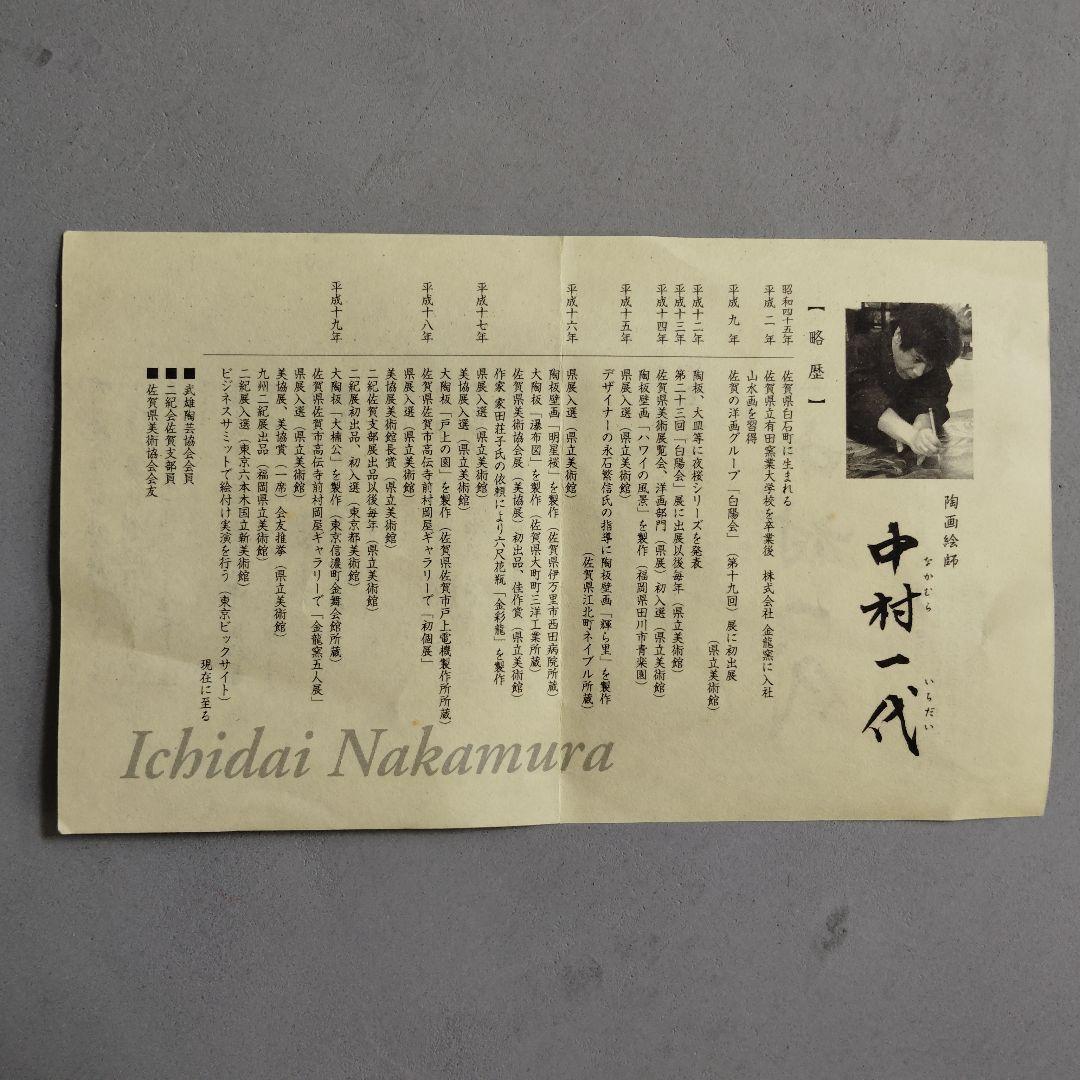 陶画絵師
中村一代
なかむら いちだい
【略歴】
昭和四十五年 佐賀県白石町に生まれる
平成 二 年 佐賀県立有田窯業大学校を卒業後 株式会社 金龍窯に入社
山水画を習得
平成 九 年 佐賀の洋画グループ「白陽会」(第十九回)展に初出展
(県立美術館)
平成十二年 陶板、大皿等に夜桜シリーズを発表
平成十三年 第二十三回「白陽会」展に出展以後毎年(県立美術館)
平成十四年 佐賀県美術展覧会、洋画部門(県展)初入選(県立美術館)
陶板壁画「ハワイの風景」を製作(福岡県田川市青楽園)
平成十五年 県展入選(県立美術館)
デザイナーの永石繁信氏の指導に陶板壁画「輝ら里」を製作
(佐賀県江北町ネイブル所蔵)
平成十六年 県展入選(県立美術館)
陶板壁画「明星桜」を製作(佐賀県伊万里市西田病院所蔵)
大陶板「瀑布図」を製作(佐賀県大町町三洋工業所蔵)
佐賀県美術協会展(美協展)初出品、佳作賞(県立美術館)
作家 家田荘子氏の依頼により六尺花瓶「金彩龍」を製作
平成十七年 県展入選(県立美術館)
美協展入選(県立美術館)
大陶板「戸上の園」を製作(佐賀県佐賀市戸上電機製作所所蔵)
平成十八年 佐賀県佐賀市高伝寺前村岡屋ギャラリーで「初個展」
県展入選(県立美術館)
美協展美術館長賞(県立美術館)
二紀佐賀支部展出品以後毎年(県立美術館)
二紀展初出品、初入選(東京都美術館)
平成十九年 大陶板「大楠公」を製作(東京信濃町金舞会館所蔵)
佐賀県佐賀市高伝寺前村岡屋ギャラリーで「金龍窯五人展」
県展入選(県立美術館)
美協展、美協賞(一席)会友推挙(県立美術館)
九州二紀展出品(福岡県立美術館)
二紀展入選(東京六本木国立新美術館)
ビジネスサミットで絵付け実演を行う(東京ビックサイト)
現在に至る
■武雄陶芸協会会員
■二紀会佐賀支部員
■佐賀県美術協会会友
Ichidai Nakamura